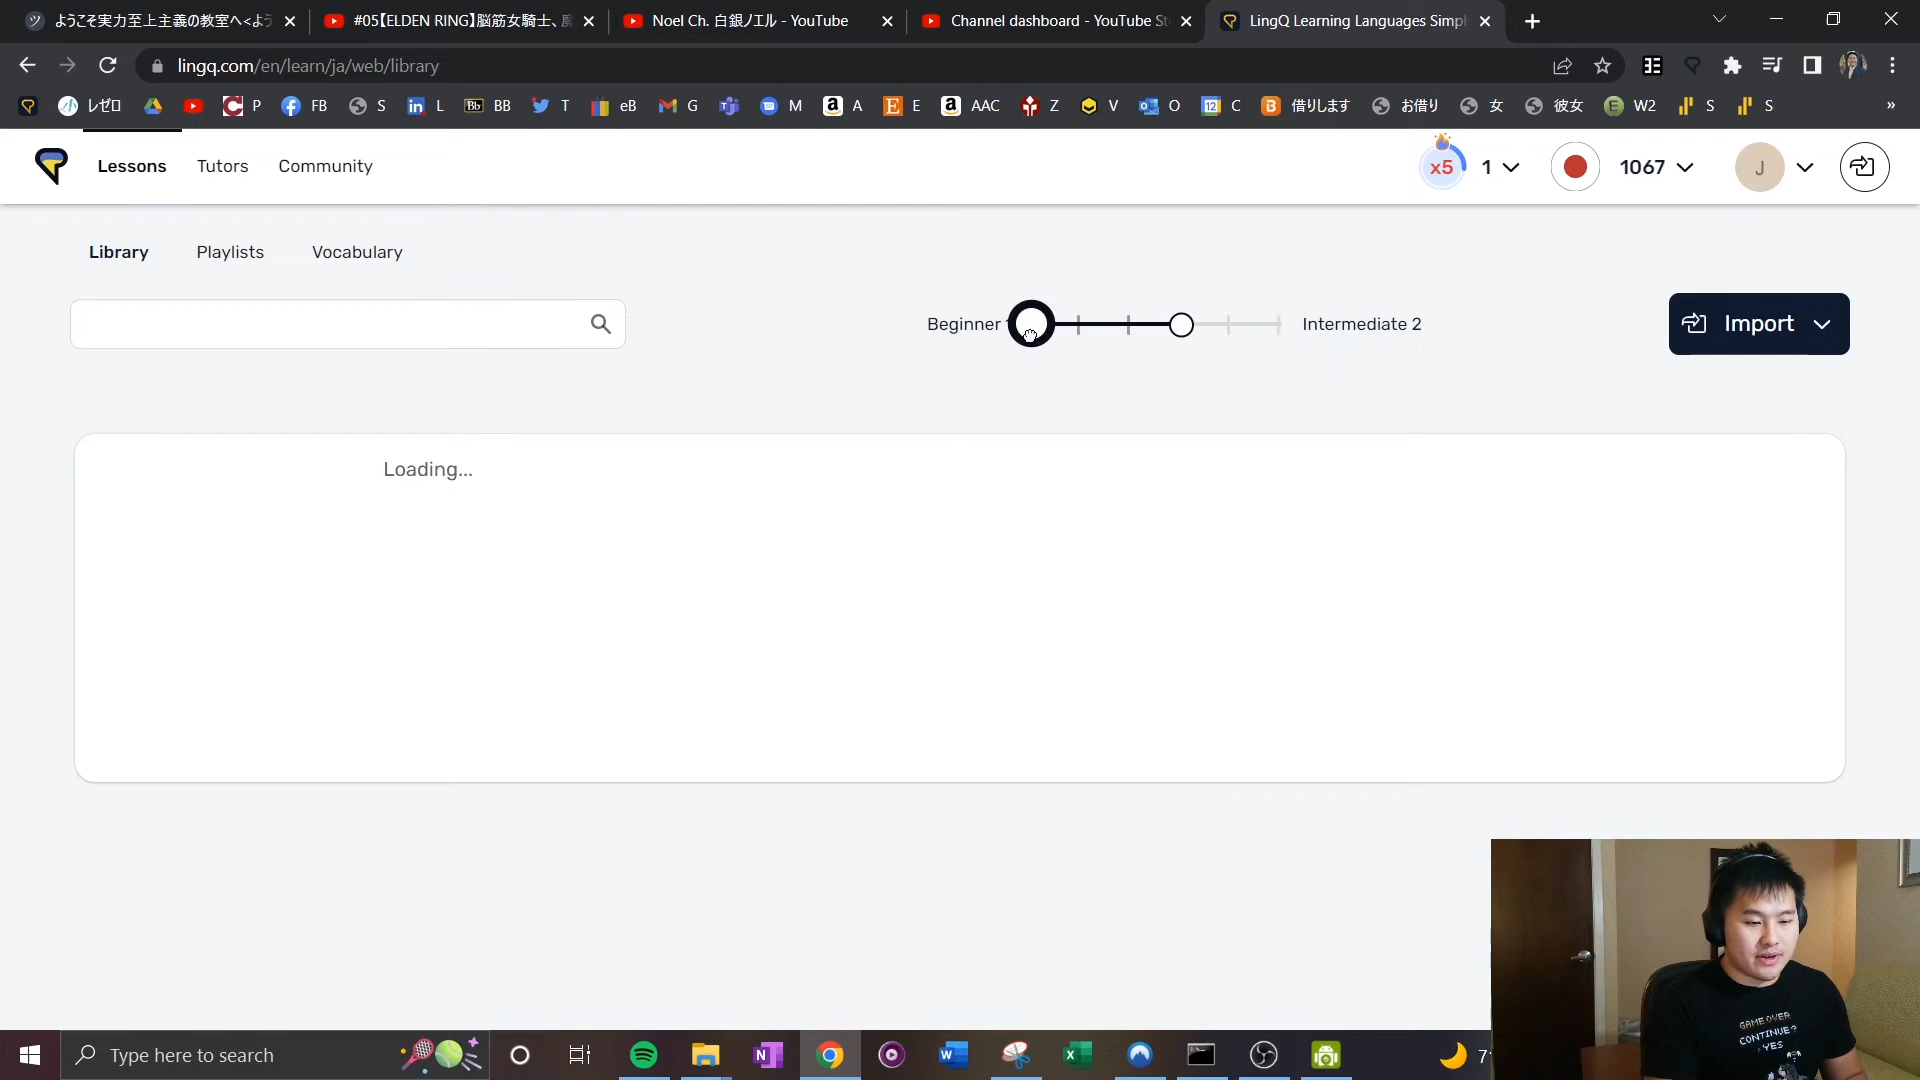 ようこそ実力至上主義の教室へ<よう
#05【ELDEN RING】脳筋女騎士、
Noel Ch. 白銀ノエル - YouTube
Channel dashboard - YouTube St
LingQ Learning Languages Simpl
lingq.com/en/learn/ja/web/library
レゼロ
P
FB
S
L
Bb BB
T
eB
G
M
A
E
AAC
Z
V
O
12 C
借りします
お借り
女
彼女
W2
S
S
»
Lessons
Tutors
Community
x5
1
1067
J
Library
Playlists
Vocabulary
Beginner
Intermediate 2
Import
Loading...
GAME OVER
CONTINUE?
YES
Type here to search